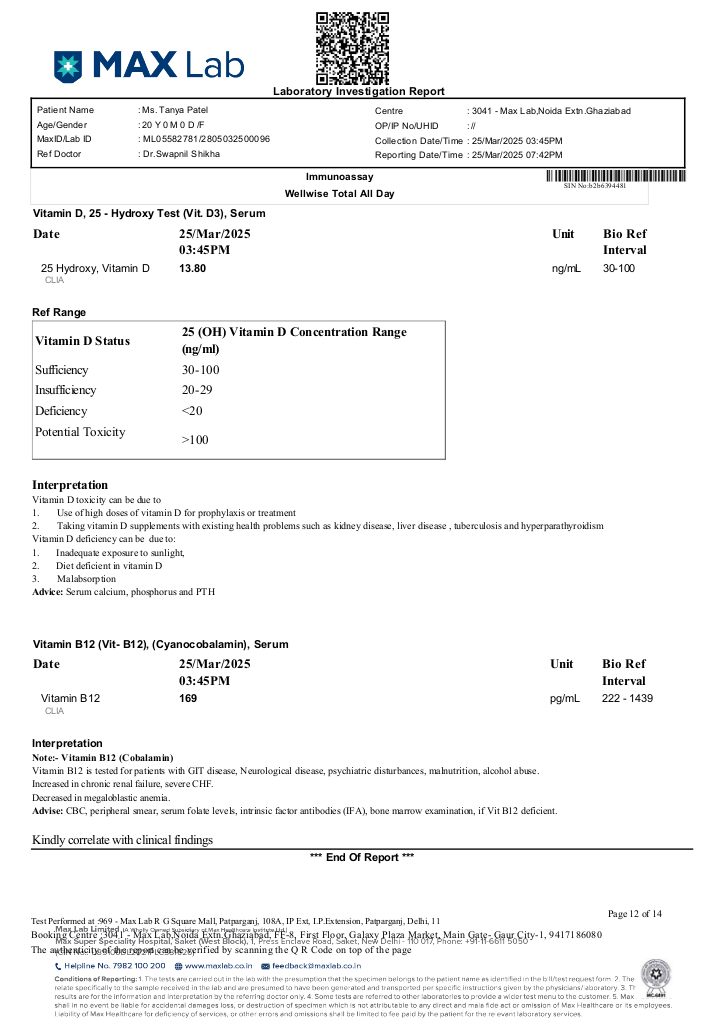 MAX Lab
Laboratory Investigation Report
Patient Name : Ms. Tanya Patel Centre : 3041 - Max Lab,Noida Extn.Ghaziabad
Age/Gender : 20 Y 0 M 0 D /F OP/IP No/UHID : //
MaxID/Lab ID : ML05582781/2805032500096 Collection Date/Time : 25/Mar/2025 03:45PM
Ref Doctor : Dr.Swapnil Shikha Reporting Date/Time : 25/Mar/2025 07:42PM
Immunoassay
SIN No:b2b6394481
Wellwise Total All Day
Vitamin D, 25 - Hydroxy Test (Vit. D3), Serum
Date 25/Mar/2025 Unit Bio Ref
03:45PM Interval
25 Hydroxy, Vitamin D 13.80 ng/mL 30-100
CLIA
Ref Range
Vitamin D Status 25 (OH) Vitamin D Concentration Range
(ng/ml)
Sufficiency 30-100
Insufficiency 20-29
Deficiency <20
Potential Toxicity >100
Interpretation
Vitamin D toxicity can be due to
1. Use of high doses of vitamin D for prophylaxis or treatment
2. Taking vitamin D supplements with existing health problems such as kidney disease, liver disease , tuberculosis and hyperparathyroidism
Vitamin D deficiency can be due to:
1. Inadequate exposure to sunlight,
2. Diet deficient in vitamin D
3. Malabsorption
Advice: Serum calcium, phosphorus and PTH
Vitamin B12 (Vit- B12), (Cyanocobalamin), Serum
Date 25/Mar/2025 Unit Bio Ref
03:45PM Interval
Vitamin B12 169 pg/mL 222 - 1439
CLIA
Interpretation
Note:- Vitamin B12 (Cobalamin)
Vitamin B12 is tested for patients with GIT disease, Neurological disease, psychiatric disturbances, malnutrition, alcohol abuse.
Increased in chronic renal failure, severe CHF.
Decreased in megaloblastic anemia.
Advise: CBC, peripheral smear, serum folate levels, intrinsic factor antibodies (IFA), bone marrow examination, if Vit B12 deficient.
Kindly correlate with clinical findings
*** End Of Report ***
Page 12 of 14
Test Performed at :969 - Max Lab R G Square Mall, Patparganj, 108A, IP Ext, I.P.Extension, Patparganj, Delhi, 11
Max Lab Limited (A Wholly Owned Subsidiary of Max Healthcare Institute Ltd.)
Booking Centre :3041 - Max Lab,Noida Extn.Ghaziabad, FF-8, First Floor, Galaxy Plaza Market, Main Gate- Gaur City-1, 9417186080
Max Super Speciality Hospital, Saket (West Block), 1, Press Enclave Road, Saket, New Delhi - 110 017, Phone: +91-11-6611 5050
The authenticity of the report can be verified by scanning the Q R Code on top of the page
Helpline No. 7982 100 200 www.maxlab.co.in feedback@maxlab.co.in
Conditions of Reporting: 1. The tests are carried out in the lab with the presumption that the specimen belongs to the patient name as identified in the bill/test request form. 2. The
relate specifically to the sample received in the lab and are presumed to have been generated and transported per specific instructions given by the physicians/ laboratory. 3. Th
results are for the information and interpretation by the referring doctor only. 4. Some tests are referred to other laboratories to provide a wider test menu to the customer. 5. Max
shall in no event be liable for accidental damages loss, or destruction of specimen which is not attributable to any direct and mala fide act or omission of Max Healthcare or its employees.
Liability of Max Healthcare for deficiency of services, or other errors and omissions shall be limited to fee paid by the patient for the relevant laboratory services.